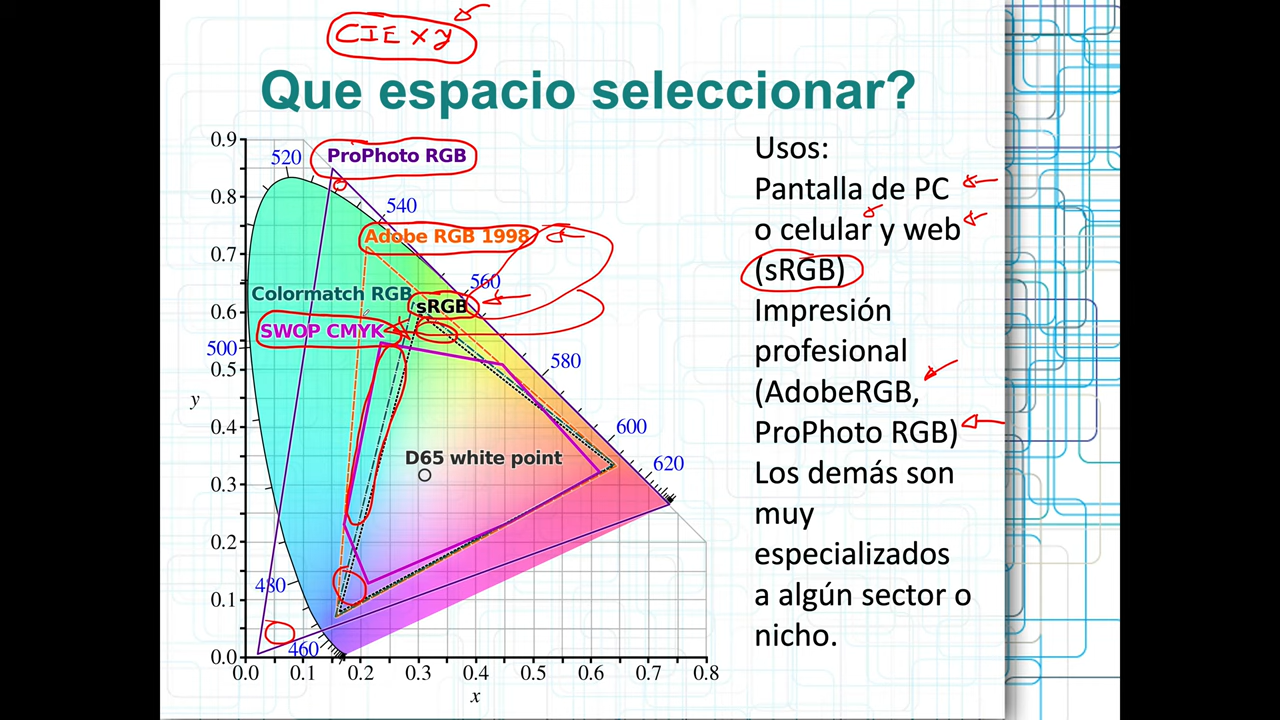 CIE xy
Que espacio seleccionar?
0.9
0.8
0.7
0.6
0.5
0.4
0.3
0.2
0.1
0.0
y
0.0 0.1 0.2 0.3 0.4 0.5 0.6 0.7 0.8
x
520
ProPhoto RGB
540
Adobe RGB 1998
560
Colormatch RGB
sRGB
SWOP CMYK
500
580
600
D65 white point
620
480
460
Usos:
Pantalla de PC
o celular y web
(sRGB)
Impresión
profesional
(AdobeRGB,
ProPhoto RGB)
Los demás son
muy
especializados
a algún sector o
nicho.